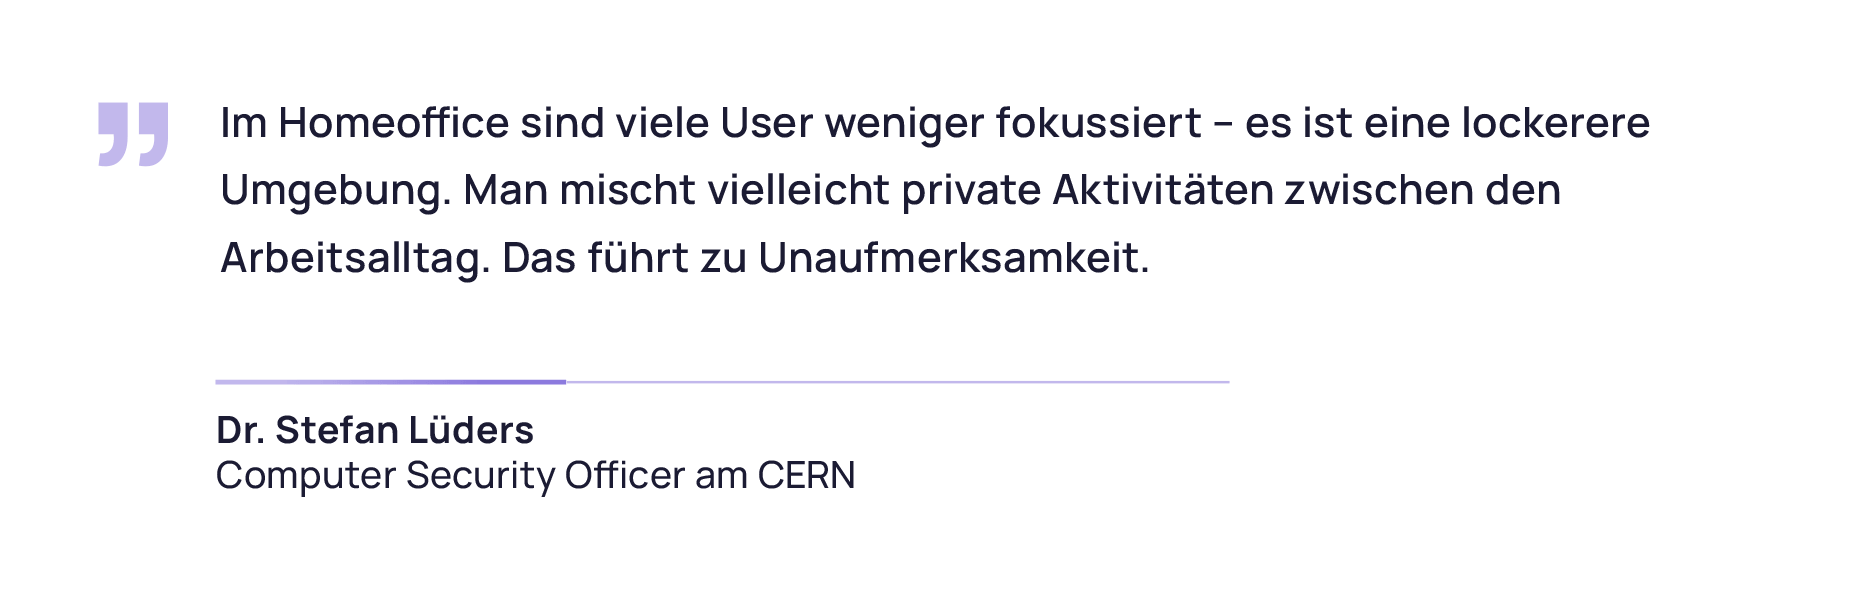 Im Homeoffice sind viele User weniger fokussiert – es ist eine lockerere
Umgebung. Man mischt vielleicht private Aktivitäten zwischen den
Arbeitsalltag. Das führt zu Unaufmerksamkeit.
Dr. Stefan Lüders
Computer Security Officer am CERN